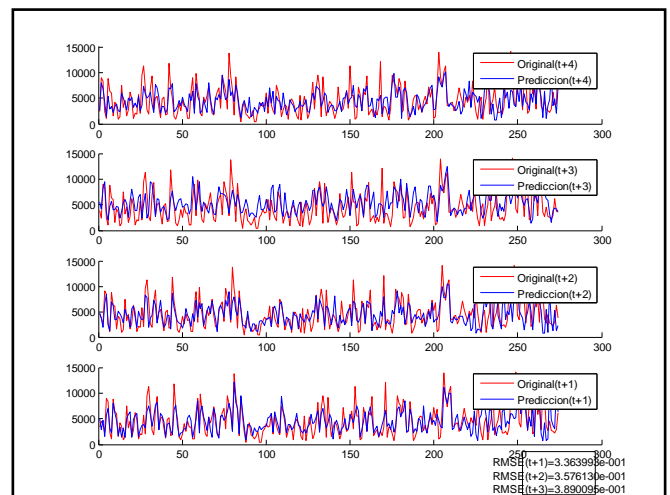 15000
10000
5000
0
0 50 100 150 200 250 300
Original(t+4)
Prediccion(t+4)
15000
10000
5000
0
0 50 100 150 200 250 300
Original(t+3)
Prediccion(t+3)
15000
10000
5000
0
0 50 100 150 200 250 300
Original(t+2)
Prediccion(t+2)
15000
10000
5000
0
0 50 100 150 200 250 300
Original(t+1)
Prediccion(t+1)
RMSE(t+1)=3.363993e-001
RMSE(t+2)=3.576130e-001
RMSE(t+3)=3.890095e-001